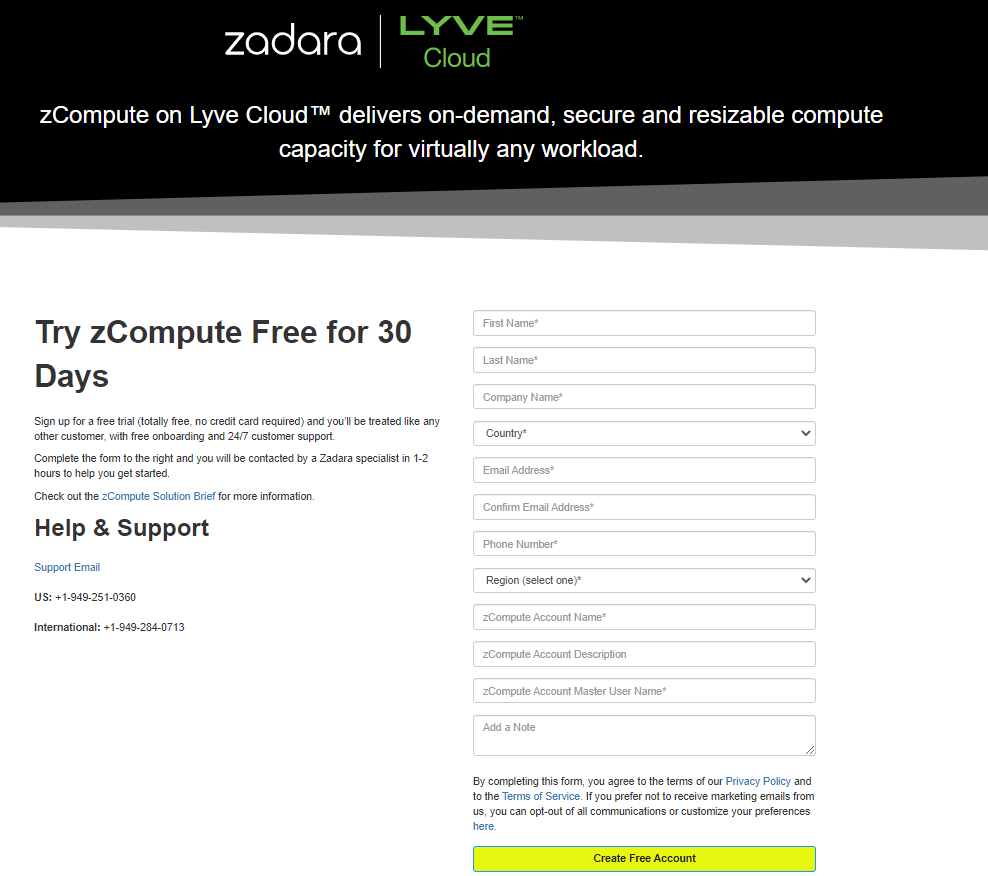 zadara
LYVE™
Cloud
zCompute on Lyve Cloud™ delivers on-demand, secure and resizable compute
capacity for virtually any workload.
Try zCompute Free for 30
Days
Sign up for a free trial (totally free, no credit card required) and you'll be treated like any
other customer, with free onboarding and 24/7 customer support.
Complete the form to the right and you will be contacted by a Zadara specialist in 1-2
hours to help you get started.
Check out the zCompute Solution Brief for more information.
Help & Support
Support Email
US: +1-949-251-0360
International: +1-949-284-0713
First Name*
Last Name*
Company Name*
Country*
Email Address*
Confirm Email Address*
Phone Number*
Region (select one)*
zCompute Account Name*
zCompute Account Description
zCompute Account Master User Name*
Add a Note
By completing this form, you agree to the terms of our Privacy Policy and
to the Terms of Service. If you prefer not to receive marketing emails from
us, you can opt-out of all communications or customize your preferences
here.
Create Free Account